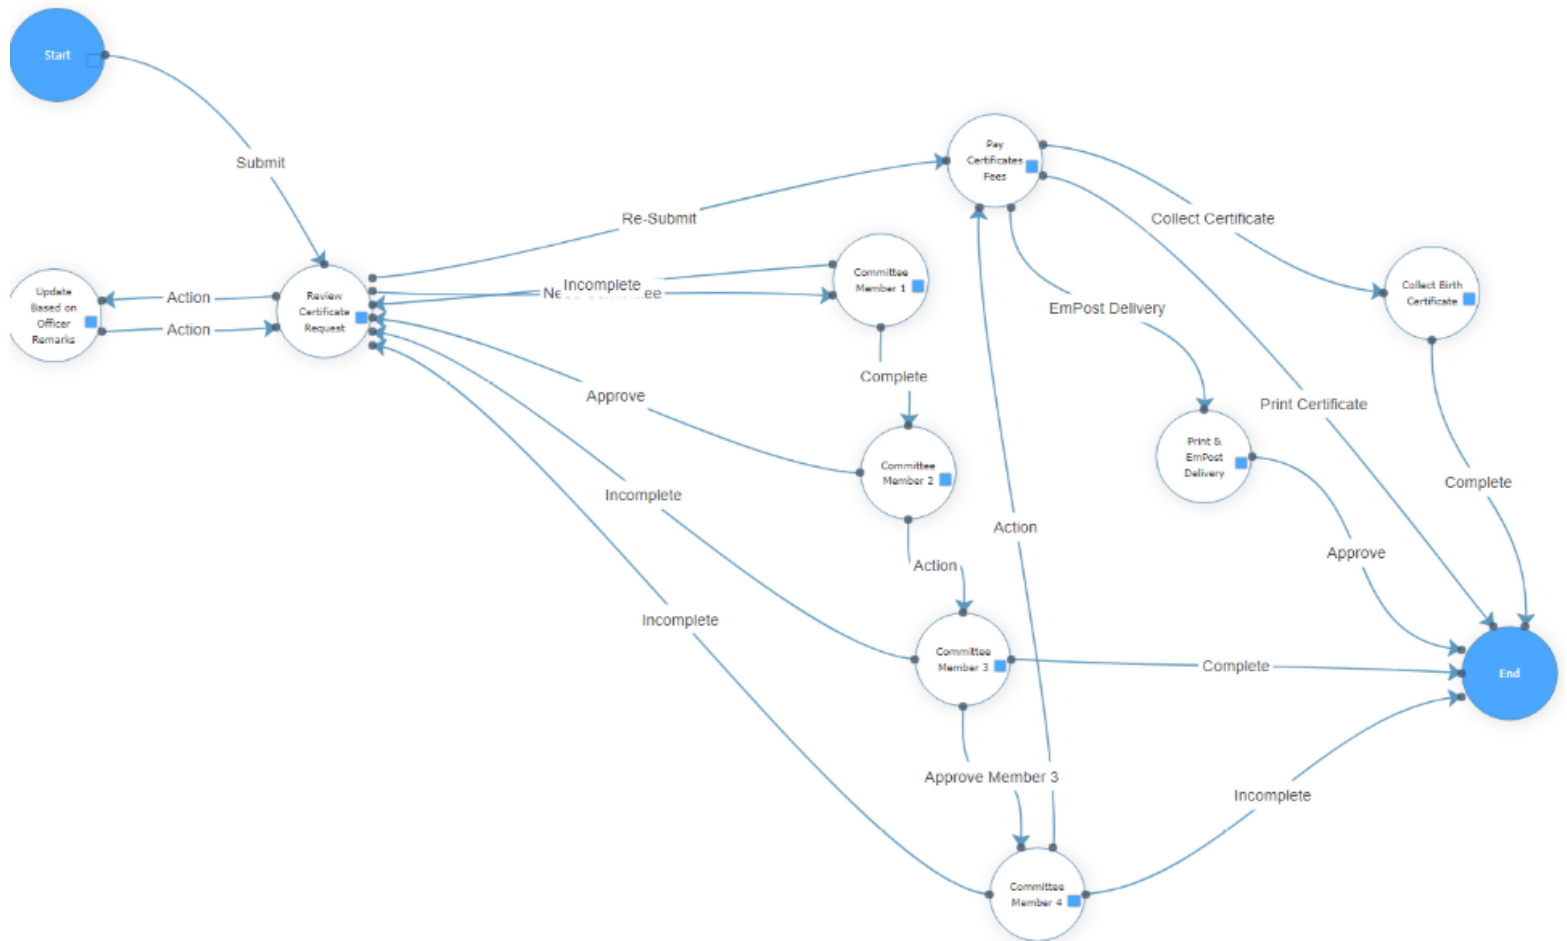 Start
Submit
Pay
Certificates
Fees
Re-Submit
Collect Certificate
Update
Based on
Officer
Remarks
Action
Action
Review
Certificate
Request
Incomplete
Committee
Member 1
EmPost Delivery
Collect Birth
Certificate
Complete
Approve
Print Certificate
Committee
Member 2
Print &
EmPost
Delivery
Incomplete
Complete
Action
Action
Approve
Incomplete
Committee
Member 3
Complete
End
Approve Member 3
Incomplete
Committee
Member 4